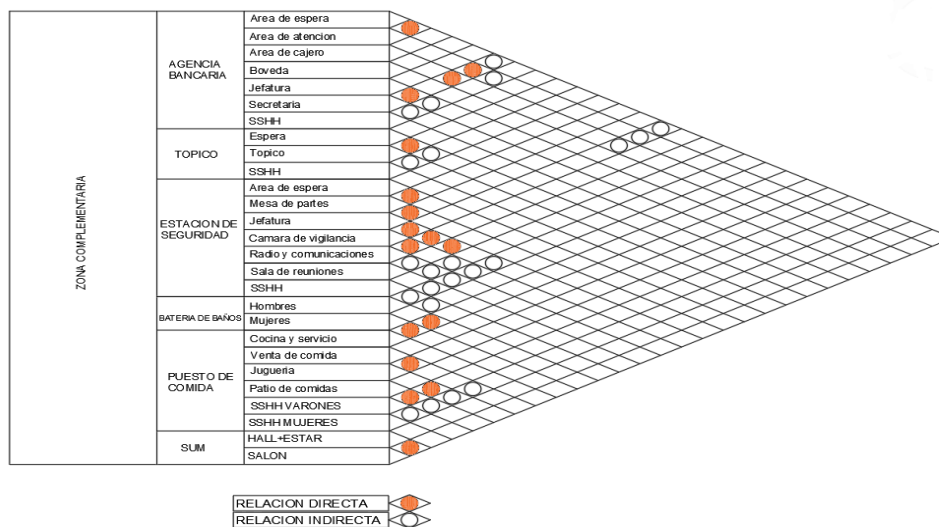 ZONA COMPLEMENTARIA
AGENCIA
BANCARIA
Area de espera
Area de atencion
Area de cajero
Boveda
Jefatura
Secretaria
SSHH
TOPICO
Espera
Topico
SSHH
ESTACION DE
SEGURIDAD
Area de espera
Mesa de partes
Jefatura
Camara de vigilancia
Radio y comunicaciones
Sala de reuniones
SSHH
BATERIA DE BAÑOS
Hombres
Mujeres
PUESTO DE
COMIDA
Cocina y servicio
Venta de comida
Jugueria
Patio de comidas
SSHH VARONES
SSHH MUJERES
SUM
HALL+ESTAR
SALON
RELACION DIRECTA
RELACION INDIRECTA